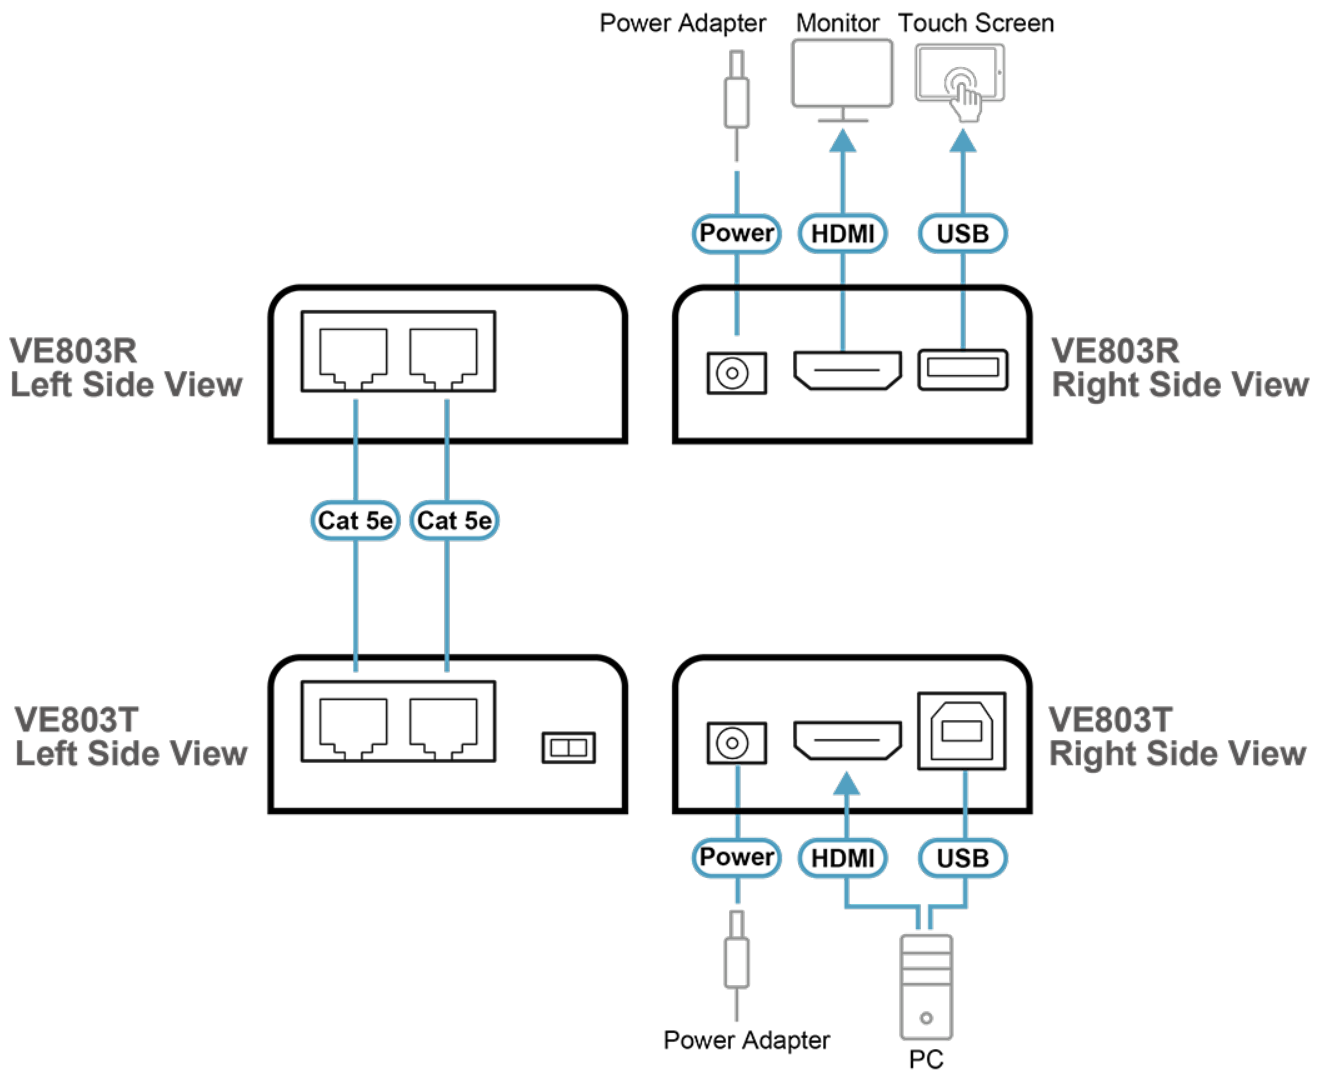 Power Adapter
Monitor
Touch Screen
Power
HDMI
USB
VE803R
Left Side View
VE803R
Right Side View
Cat 5e
Cat 5e
VE803T
Left Side View
VE803T
Right Side View
Power
HDMI
USB
Power Adapter
PC